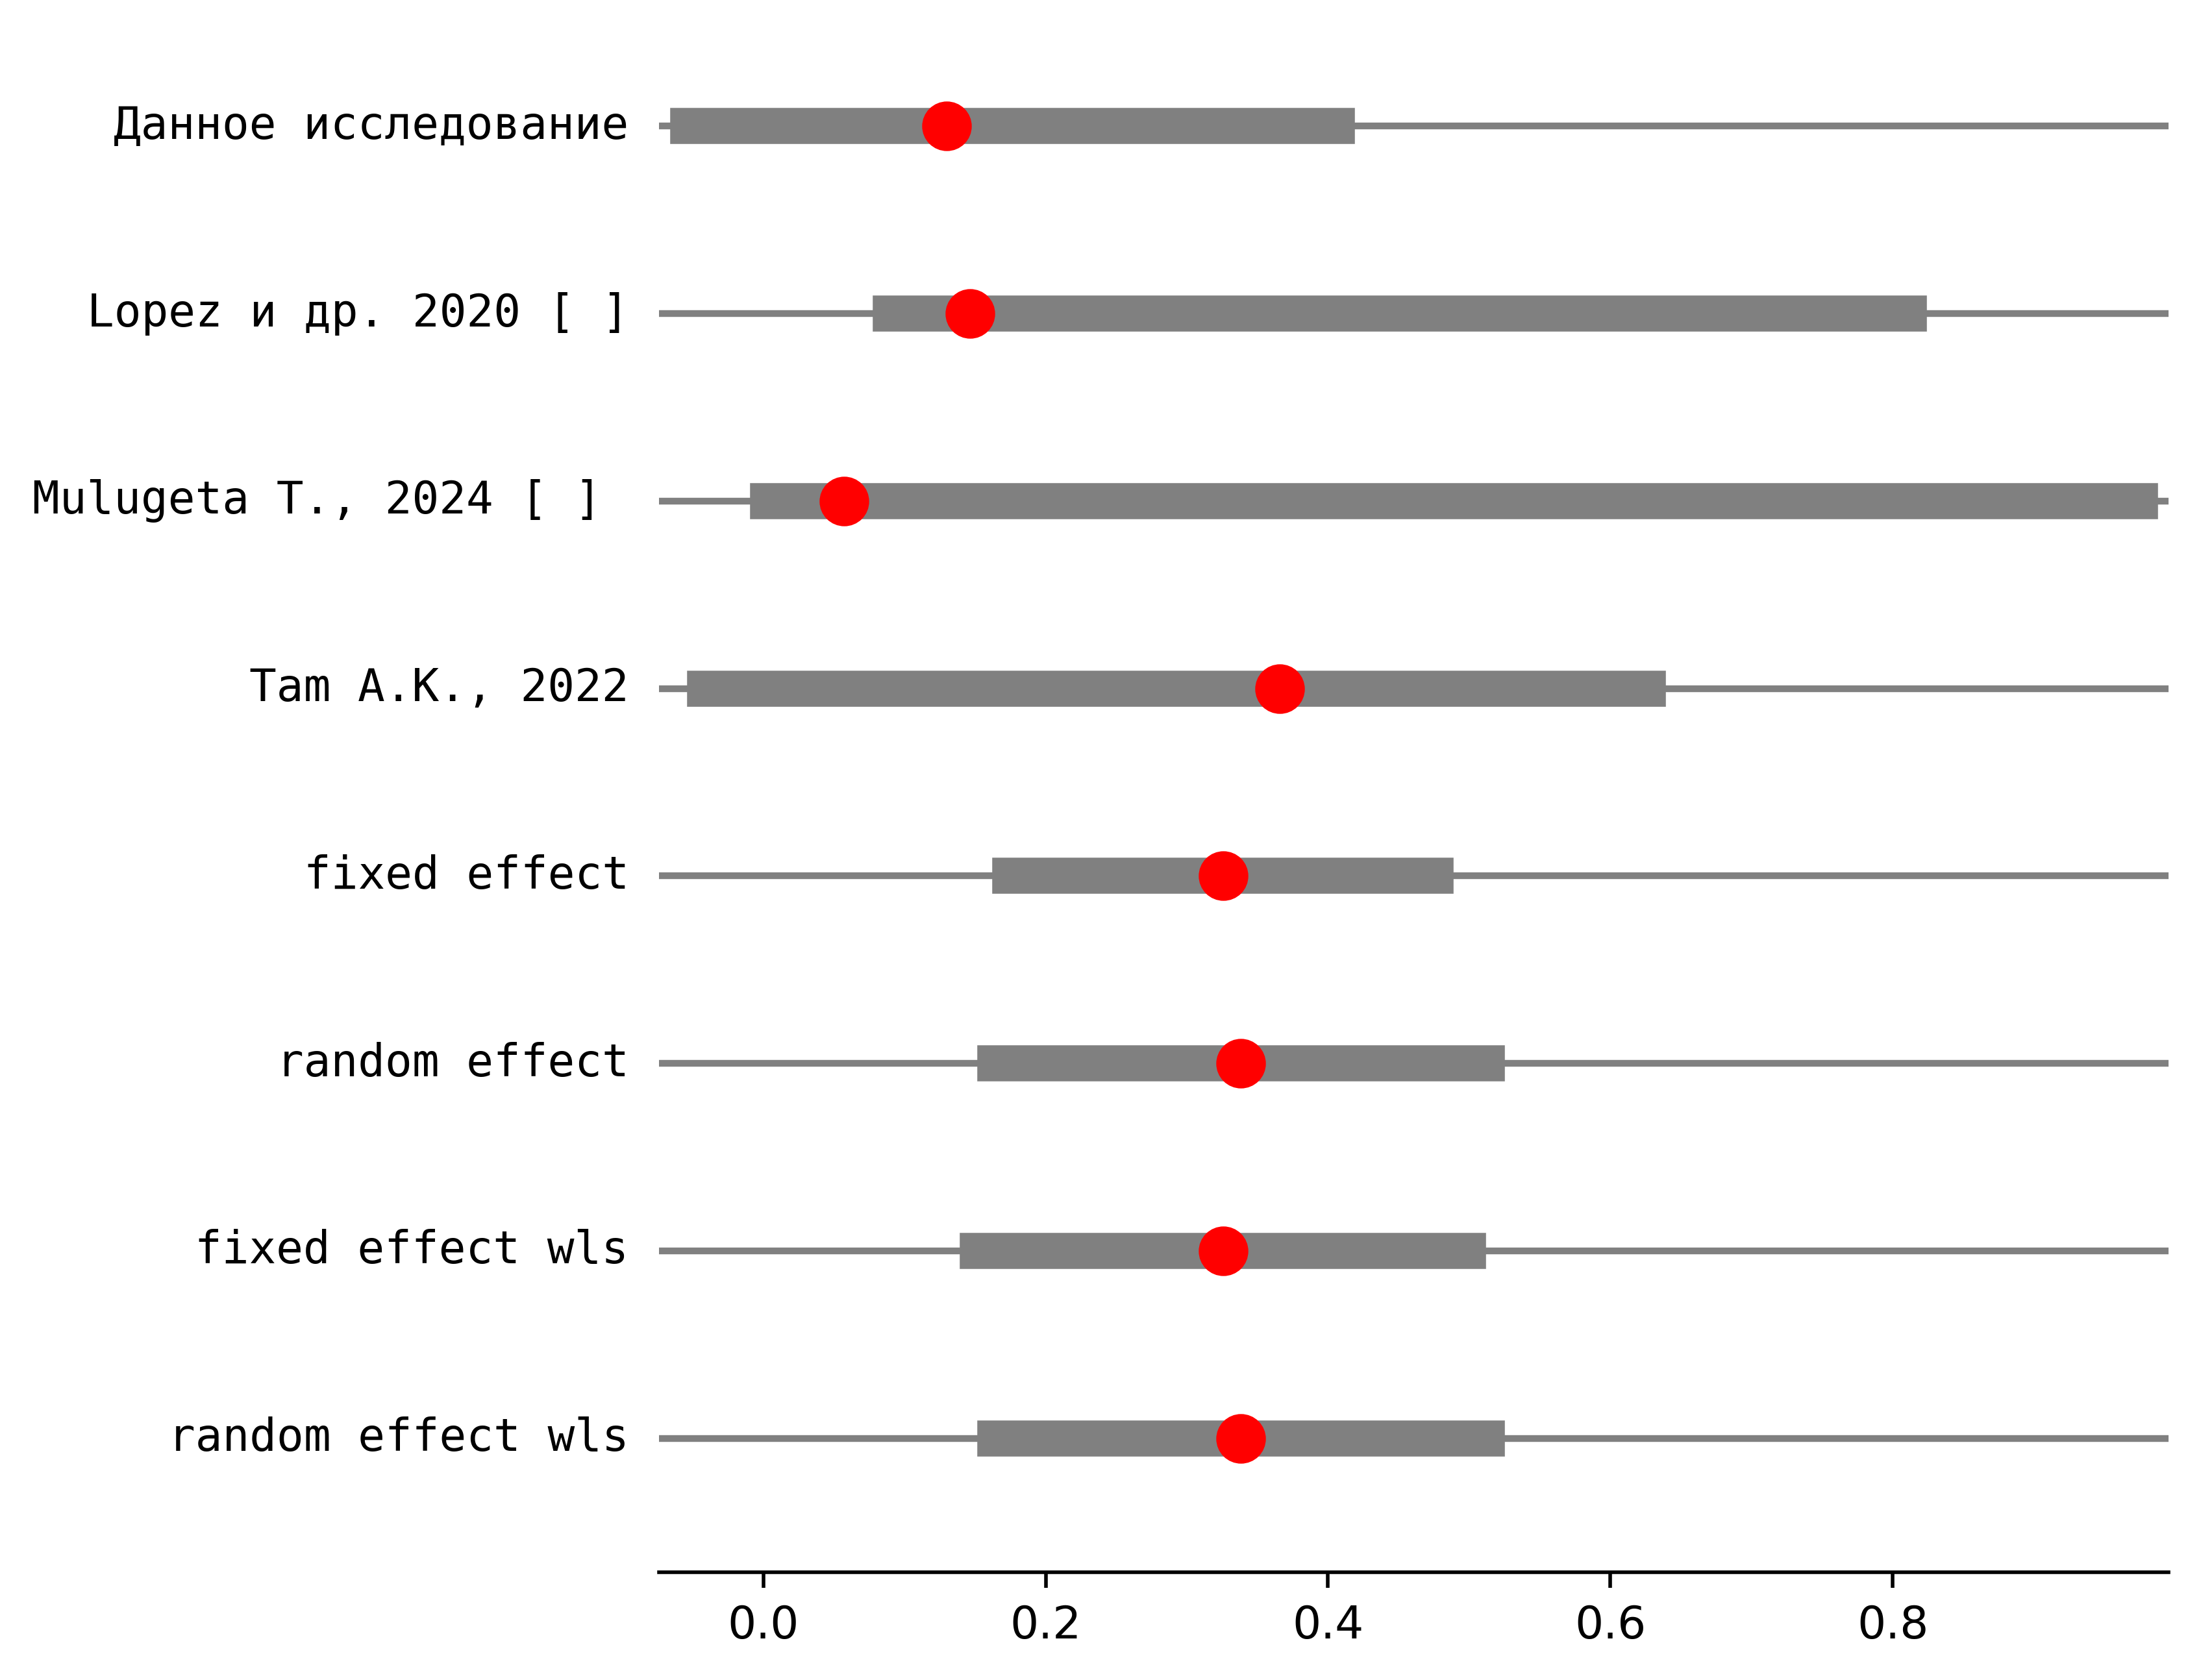 Данное исследование
Lopez и др. 2020 [ ]
Mulugeta T., 2024 [ ]
Tam A.K., 2022
fixed effect
random effect
fixed effect wls
random effect wls
0.0 0.2 0.4 0.6 0.8